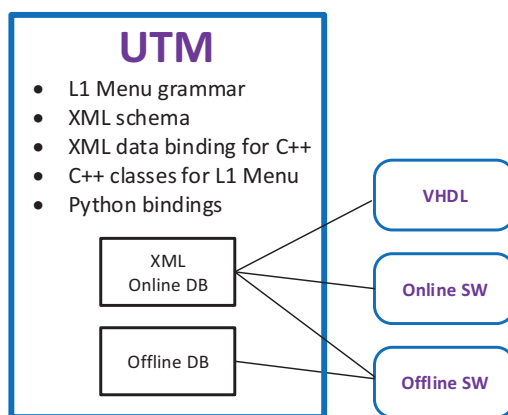 UTM
• L1 Menu grammar
• XML schema
• XML data binding for C++
• C++ classes for L1 Menu
• Python bindings
XML
Online DB
Offline DB
VHDL
Online SW
Offline SW